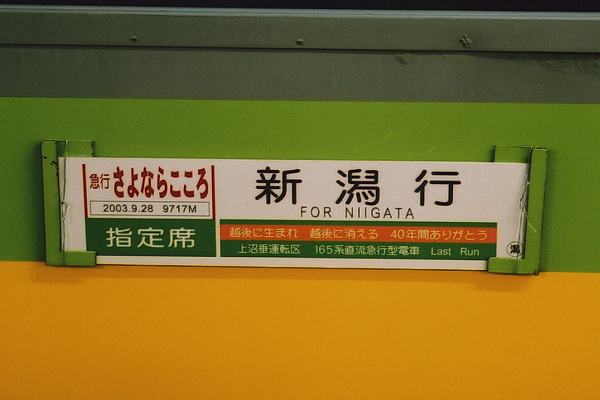 急行 さよならこころ
2003.9.28 9717M
指定席
新潟行
FOR NIIGATA
越後に生まれ 越後に消える 40年間ありがとう
上沼垂運転区 165系直流急行型電車 Last Run
潟